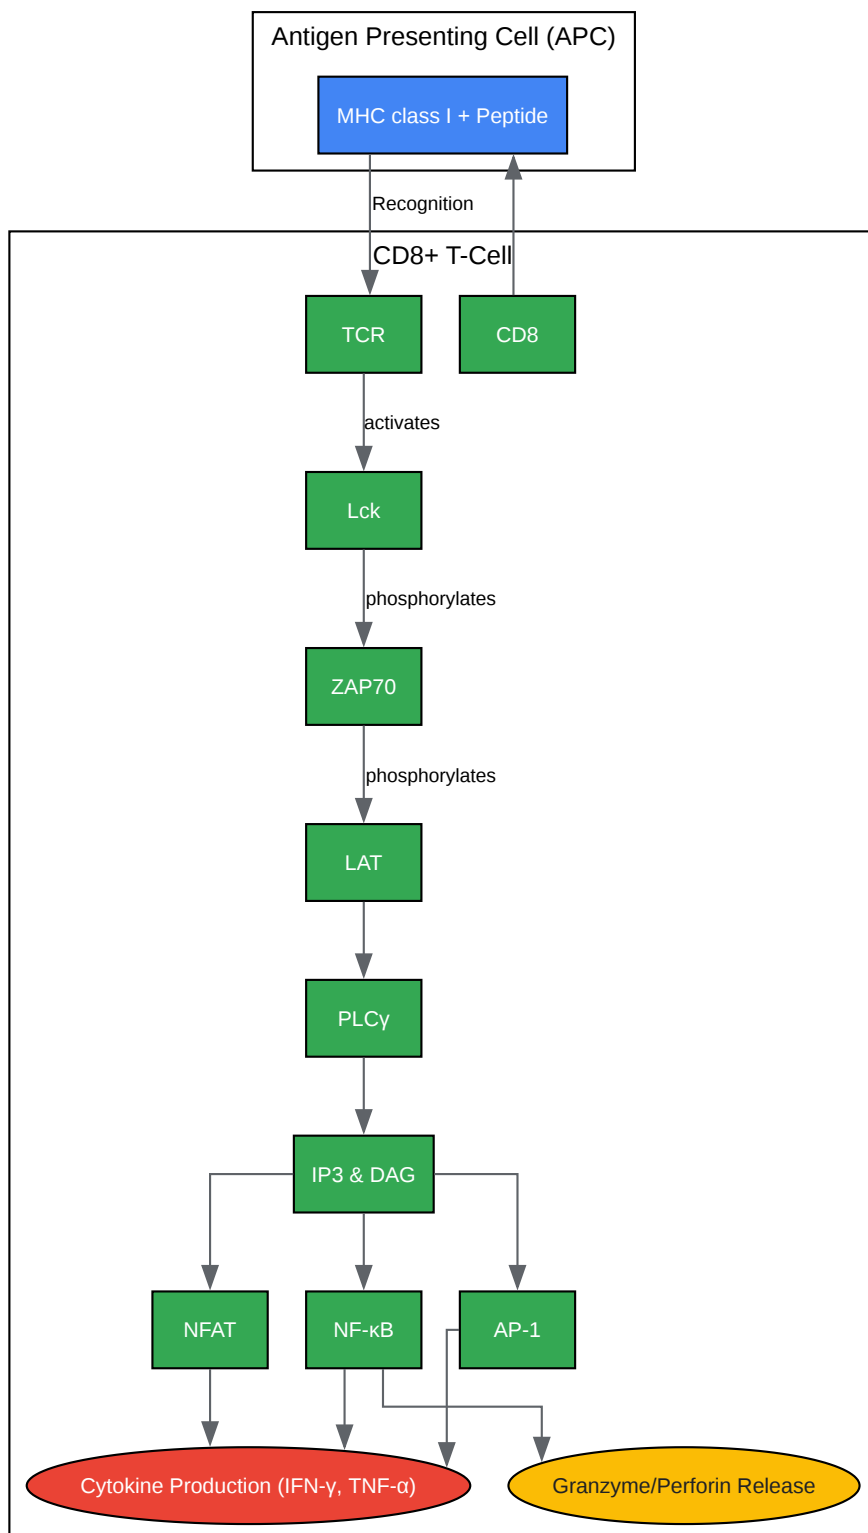 Antigen Presenting Cell (APC)
MHC class I + Peptide
Recognition
CD8+ T-Cell
TCR
CD8
activates
Lck
phosphorylates
ZAP70
phosphorylates
LAT
PLCγ
IP3 & DAG
NFAT
NF-κB
AP-1
Cytokine Production (IFN-γ, TNF-α)
Granzyme/Perforin Release